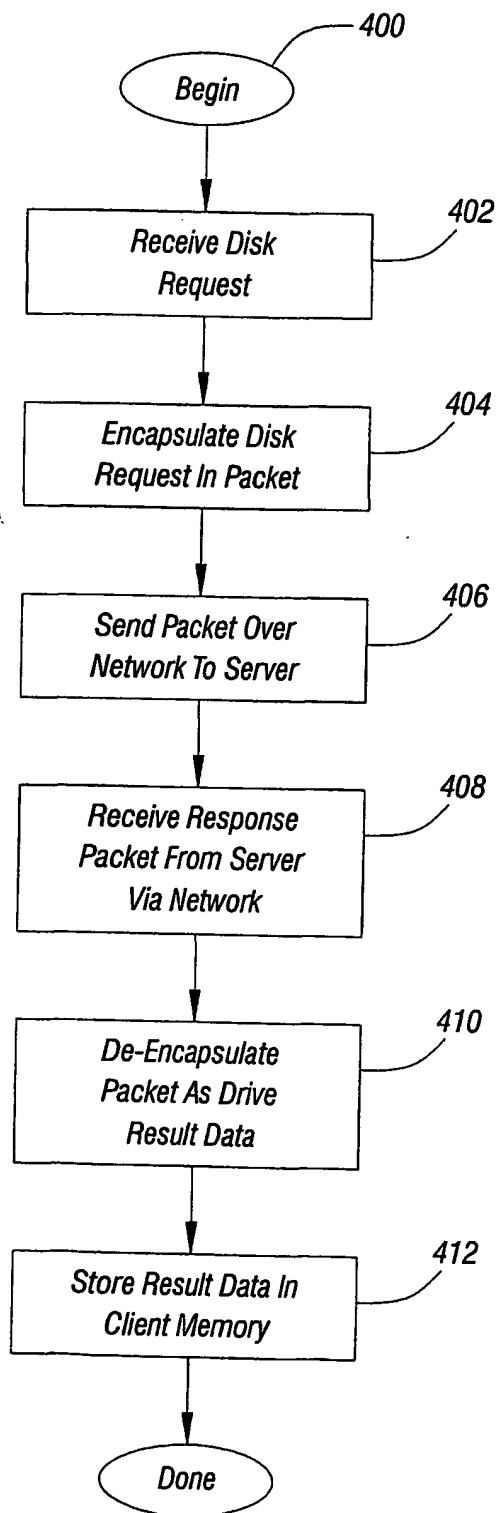 400
Begin
402
Receive Disk
Request
404
Encapsulate Disk
Request In Packet
406
Send Packet Over
Network To Server
408
Receive Response
Packet From Server
Via Network
410
De-Encapsulate
Packet As Drive
Result Data
412
Store Result Data In
Client Memory
Done